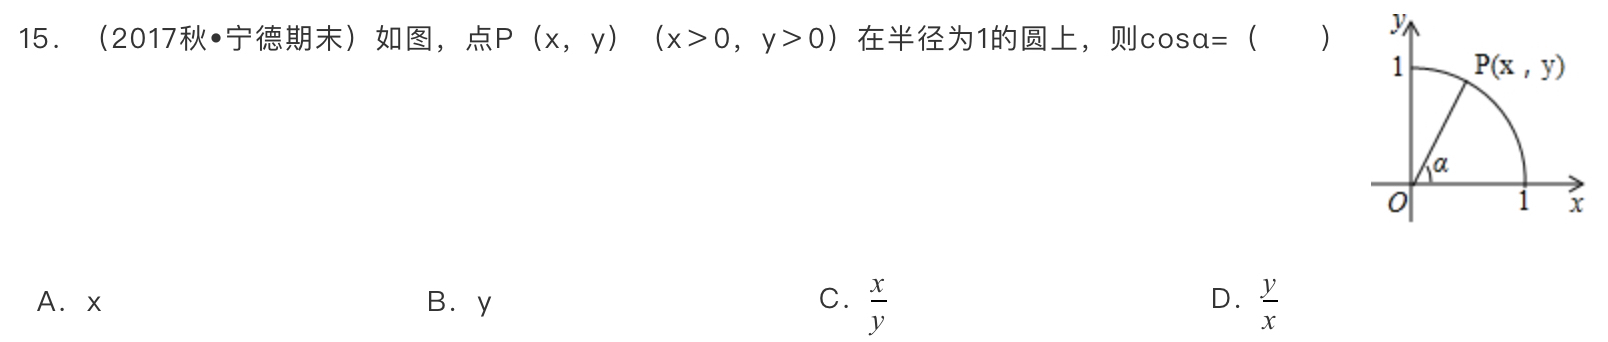 15. （2017秋•宁德期末）如图，点P（x，y）（x＞0，y＞0）在半径为1的圆上，则cosα=（　　）
y
1
P(x , y)
α
O
1
x
A. x
B. y
C. x/y
D. y/x